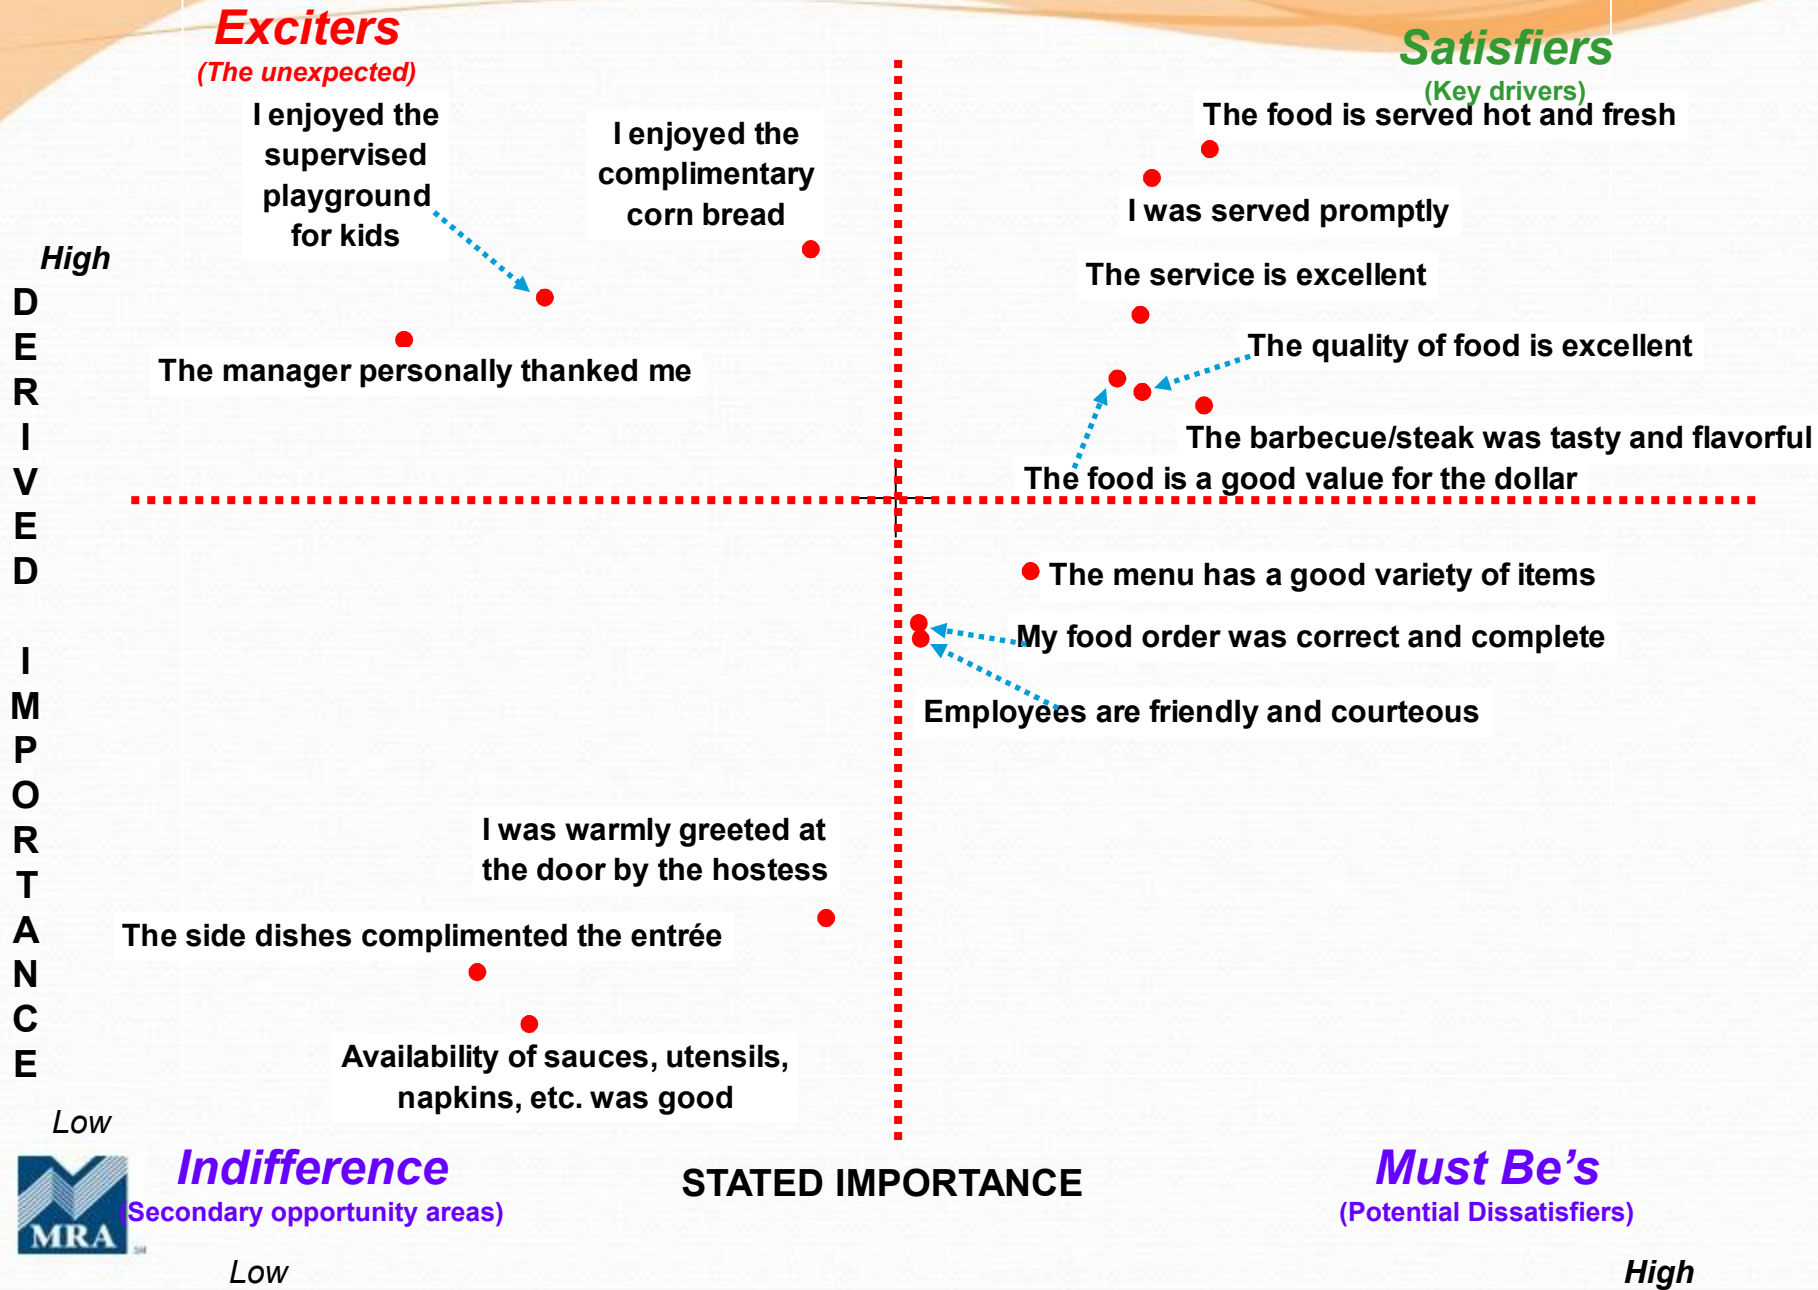 Exciters
(The unexpected)
Satisfiers
(Key drivers)
I enjoyed the
supervised
playground
for kids
I enjoyed the
complimentary
corn bread
The food is served hot and fresh
I was served promptly
The service is excellent
The quality of food is excellent
The manager personally thanked me
The barbecue/steak was tasty and flavorful
The food is a good value for the dollar
High
DERIVED IMPORTANCE
Low
The menu has a good variety of items
My food order was correct and complete
Employees are friendly and courteous
I was warmly greeted at
the door by the hostess
The side dishes complimented the entrée
Availability of sauces, utensils,
napkins, etc. was good
Indifference
(Secondary opportunity areas)
STATED IMPORTANCE
Must Be's
(Potential Dissatisfiers)
MRA
SM
Low
High